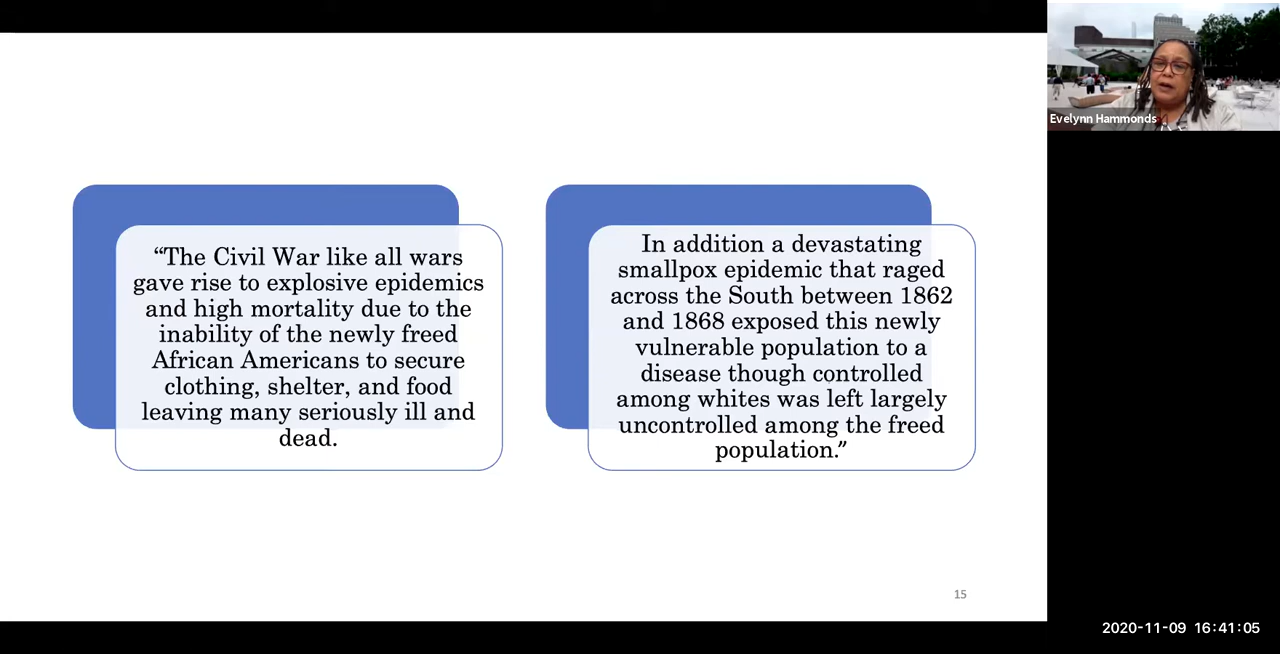 Evelynn Hammonds
“The Civil War like all wars
gave rise to explosive epidemics
and high mortality due to the
inability of the newly freed
African Americans to secure
clothing, shelter, and food
leaving many seriously ill and
dead.
In addition a devastating
smallpox epidemic that raged
across the South between 1862
and 1868 exposed this newly
vulnerable population to a
disease though controlled
among whites was left largely
uncontrolled among the freed
population.”
15
2020-11-09 16:41:05